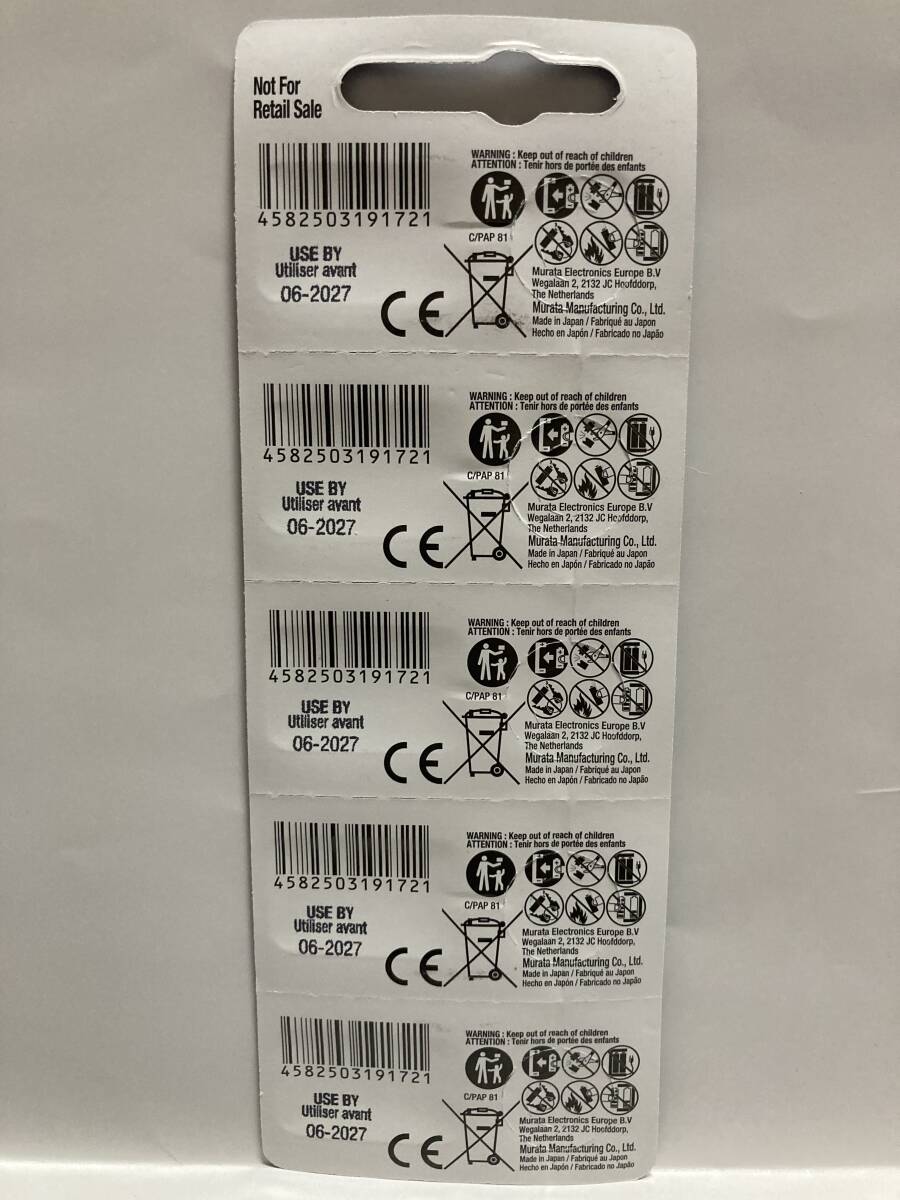 Not For
Retail Sale
4582503191721
USE BY
Utiliser avant
06-2027
WARNING : Keep out of reach of children
ATTENTION : Tenir hors de portée des enfants
C/PAP 81
CE
Murata Electronics Europe B.V
Wegalaan 2, 2132 JC Hoofddorp,
The Netherlands
Murata Manufacturing Co., Ltd.
Made in Japan / Fabriqué au Japon
Hecho en Japón / Fabricado no Japão
4582503191721
USE BY
Utiliser avant
06-2027
WARNING : Keep out of reach of children
ATTENTION : Tenir hors de portée des enfants
C/PAP 81
CE
Murata Electronics Europe B.V
Wegalaan 2, 2132 JC Hoofddorp,
The Netherlands
Murata Manufacturing Co., Ltd.
Made in Japan / Fabriqué au Japon
Hecho en Japón / Fabricado no Japão
4582503191721
USE BY
Utiliser avant
06-2027
WARNING : Keep out of reach of children
ATTENTION : Tenir hors de portée des enfants
C/PAP 81
CE
Murata Electronics Europe B.V
Wegalaan 2, 2132 JC Hoofddorp,
The Netherlands
Murata Manufacturing Co., Ltd.
Made in Japan / Fabriqué au Japon
Hecho en Japón / Fabricado no Japão
4582503191721
USE BY
Utiliser avant
06-2027
WARNING : Keep out of reach of children
ATTENTION : Tenir hors de portée des enfants
C/PAP 81
CE
Murata Electronics Europe B.V
Wegalaan 2, 2132 JC Hoofddorp,
The Netherlands
Murata Manufacturing Co., Ltd.
Made in Japan / Fabriqué au Japon
Hecho en Japón / Fabricado no Japão
4582503191721
USE BY
Utiliser avant
06-2027
WARNING : Keep out of reach of children
ATTENTION : Tenir hors de portée des enfants
C/PAP 81
CE
Murata Electronics Europe B.V
Wegalaan 2, 2132 JC Hoofddorp,
The Netherlands
Murata Manufacturing Co., Ltd.
Made in Japan / Fabriqué au Japon
Hecho en Japón / Fabricado no Japão